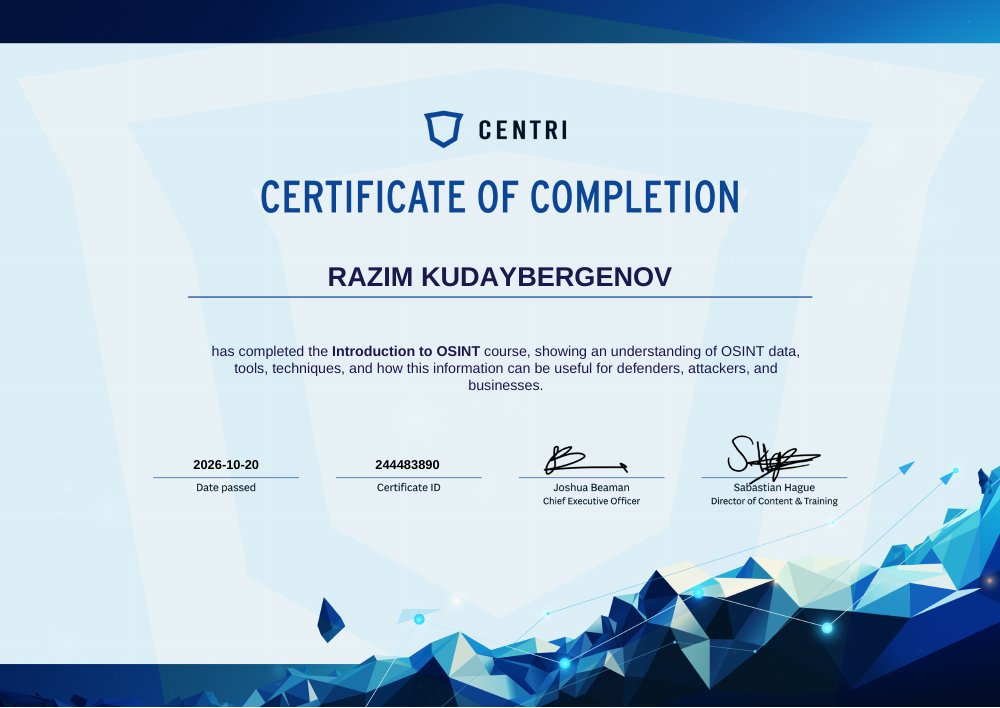 CENTRI
CERTIFICATE OF COMPLETION
RAZIM KUDAYBERGENOV
has completed the Introduction to OSINT course, showing an understanding of OSINT data,
tools, techniques, and how this information can be useful for defenders, attackers, and
businesses.
2026-10-20
Date passed
244483890
Certificate ID
Joshua Beaman
Chief Executive Officer
Sabastian Hague
Director of Content & Training